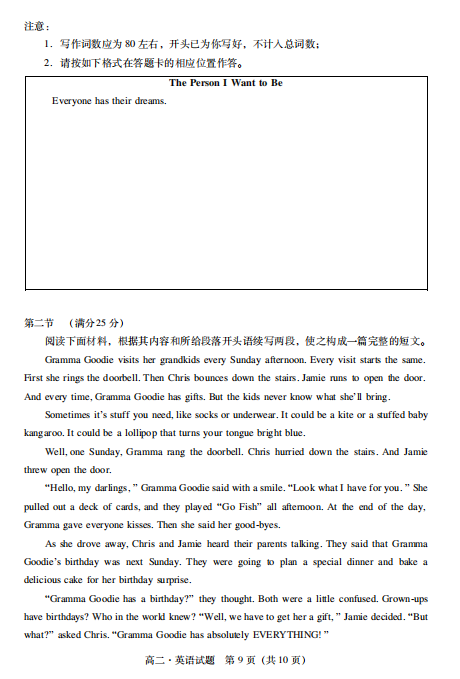 注意：
1. 写作词数应为 80 左右，开头已为你写好，不计入总词数；
2. 请按如下格式在答题卡的相应位置作答。
The Person I Want to Be
Everyone has their dreams.
第二节 （满分25 分）
阅读下面材料，根据其内容和所给段落开头语续写两段，使之构成一篇完整的短文。
Gramma Goodie visits her grandkids every Sunday afternoon. Every visit starts the same.
First she rings the doorbell. Then Chris bounces down the stairs. Jamie runs to open the door.
And every time, Gramma Goodie has gifts. But the kids never know what she'll bring.
Sometimes it's stuff you need, like socks or underwear. It could be a kite or a stuffed baby
kangaroo. It could be a lollipop that turns your tongue bright blue.
Well, one Sunday, Gramma rang the doorbell. Chris hurried down the stairs. And Jamie
threw open the door.
“Hello, my darlings, ” Gramma Goodie said with a smile. “Look what I have for you. ” She
pulled out a deck of cards, and they played “Go Fish” all afternoon. At the end of the day,
Gramma gave everyone kisses. Then she said her good-byes.
As she drove away, Chris and Jamie heard their parents talking. They said that Gramma
Goodie's birthday was next Sunday. They were going to plan a special dinner and bake a
delicious cake for her birthday surprise.
“Gramma Goodie has a birthday?” they thought. Both were a little confused. Grown-ups
have birthdays? Who in the world knew? “Well, we have to get her a gift, ” Jamie decided. “But
what?” asked Chris. “Gramma Goodie has absolutely EVERYTHING! ”
高二·英语试题 第 9 页（共 10 页）